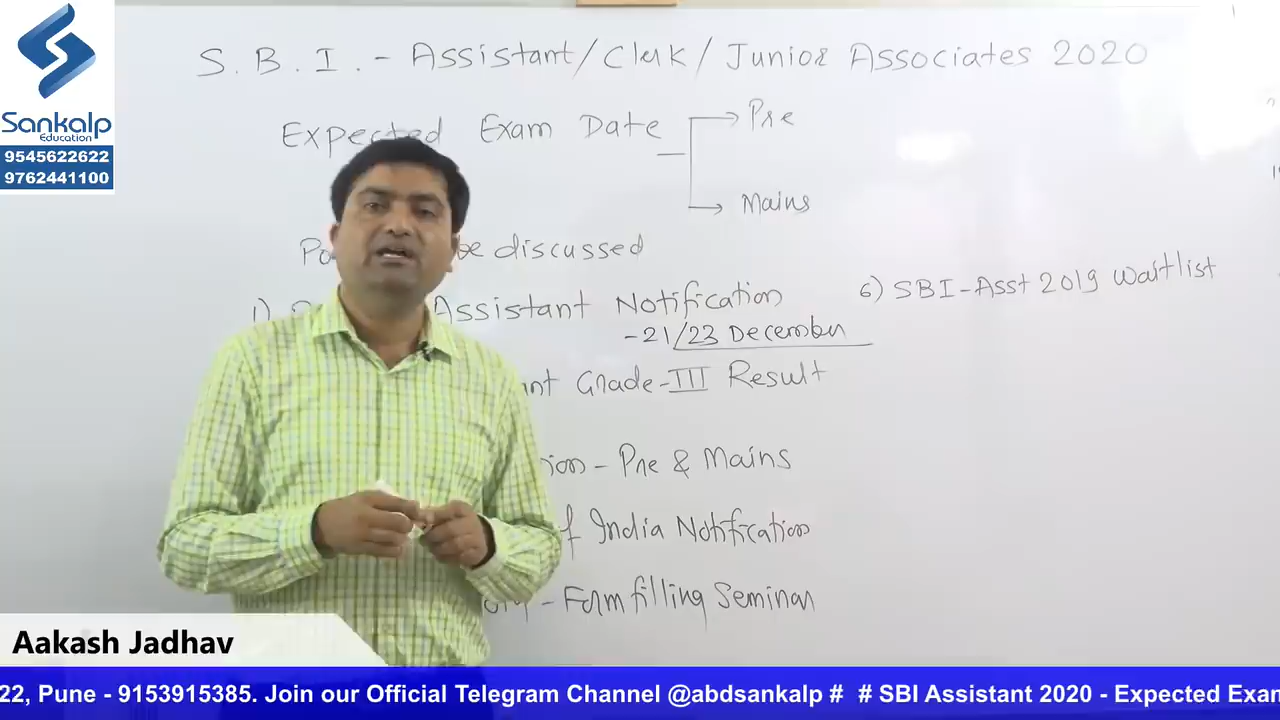 Sankalp
Education
9545622622
9762441100
S. B. I. - Assistant/Clerk/Junior Associates 2020
Expected Exam Date
Pre
Mains
be discussed
1)
Assistant Notification
- 21/23 December
Grade-III Result
- Pre & Mains
India Notification
- Form filling Seminar
6) SBI-Asst 2019 Waitlist
Aakash Jadhav
22, Pune - 9153915385. Join our Official Telegram Channel @abdsankalp # # SBI Assistant 2020 - Expected